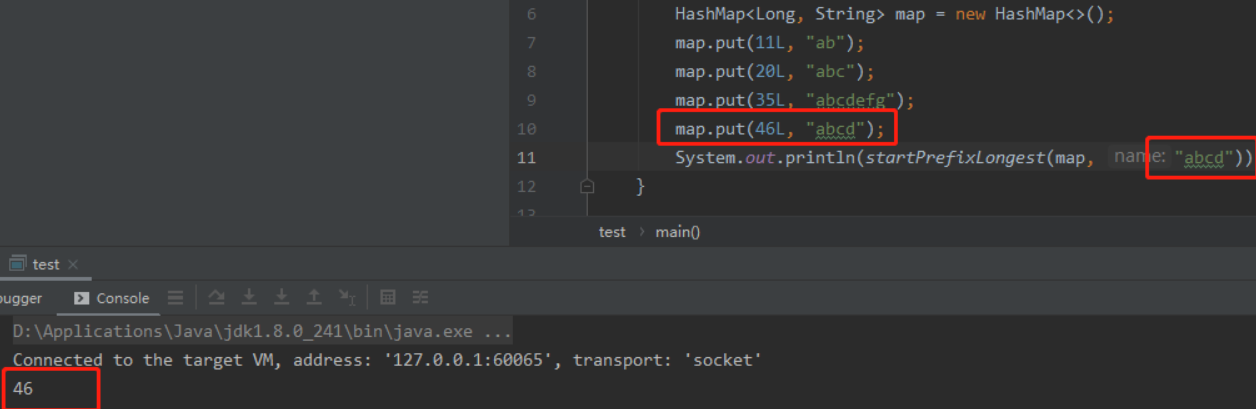 6 HashMap<Long, String> map = new HashMap<>();
7 map.put(11L, "ab");
8 map.put(20L, "abc");
9 map.put(35L, "abcdefg");
10 map.put(46L, "abcd");
11 System.out.println(startPrefixLongest(map, name: "abcd"))
12 }
13
test > main()
test ×
ugger Console
D:\Applications\Java\jdk1.8.0_241\bin\java.exe ...
Connected to the target VM, address: '127.0.0.1:60065', transport: 'socket'
46